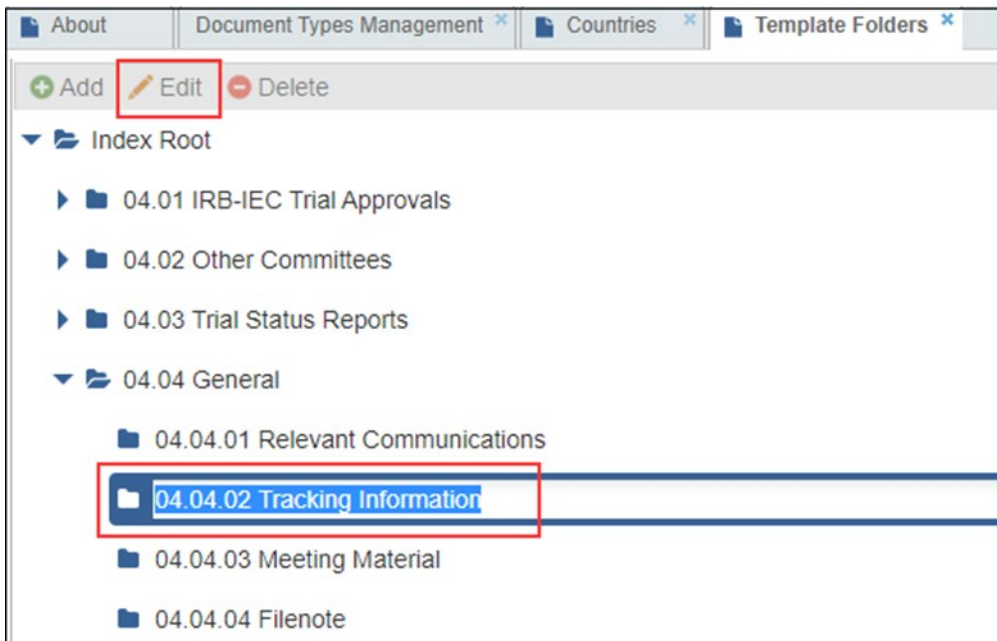 About Document Types Management Countries Template Folders
Add Edit Delete
Index Root
04.01 IRB-IEC Trial Approvals
04.02 Other Committees
04.03 Trial Status Reports
04.04 General
04.04.01 Relevant Communications
04.04.02 Tracking Information
04.04.03 Meeting Material
04.04.04 Filenote